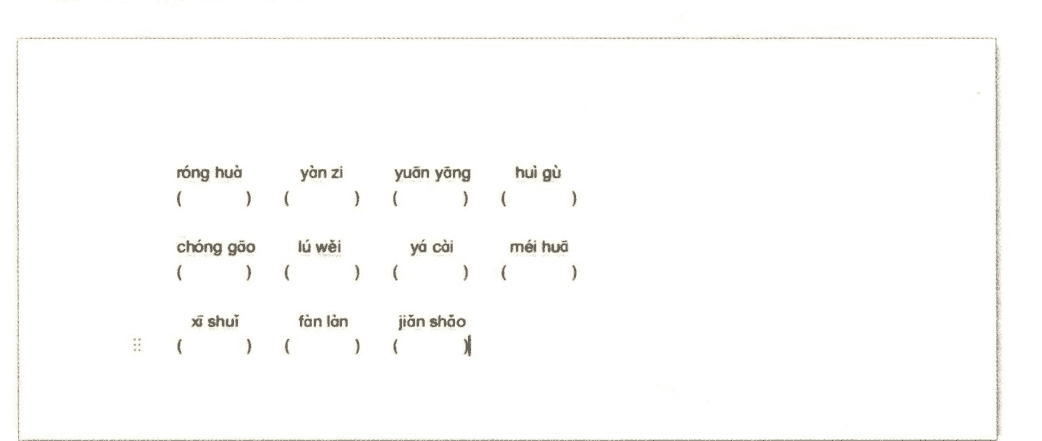 róng huà yàn zi yuān yāng huì gù
( ) ( ) ( ) ( )
chóng gāo lú wěi yá cài méi huā
( ) ( ) ( ) ( )
xī shuǐ fàn làn jiǎn shǎo
( ) ( ) ( )